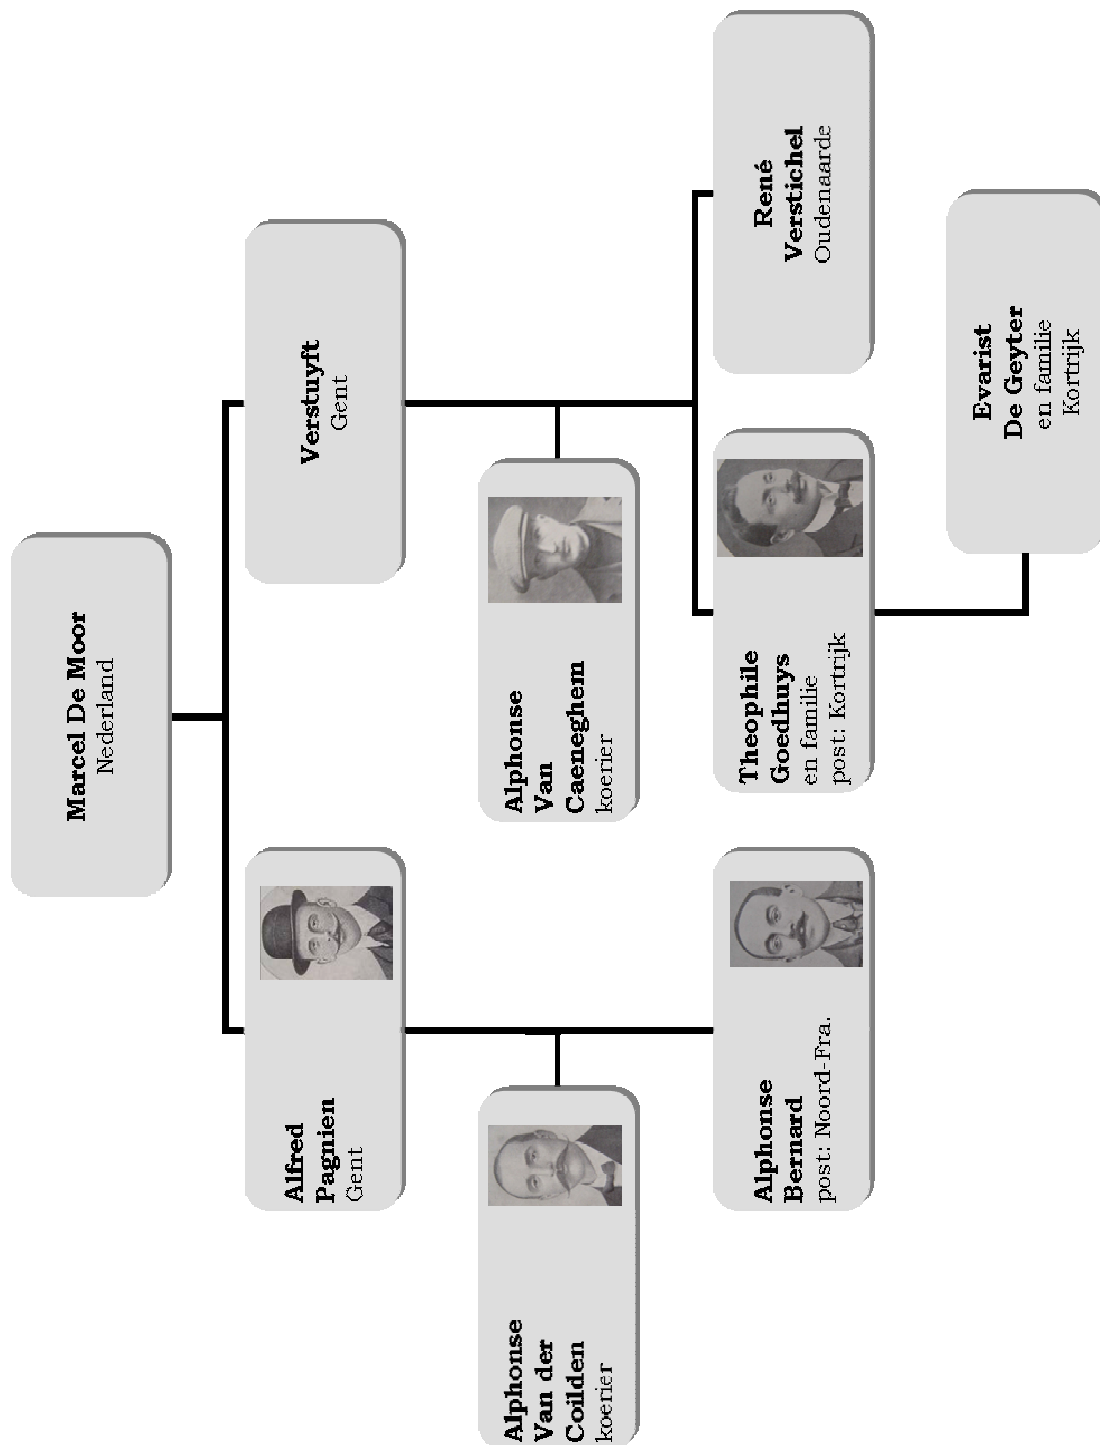 Marcel De Moor
Nederland
Alfred
Pagnien
Gent
Verstuyft
Gent
Alphonse
Van der
Coilden
koerier
Alphonse
Van
Caeneghem
koerier
Alphonse
Bernard
post: Noord-Fra.
Theophile
Goedhuys
en familie
post: Kortrijk
René
Verstichel
Oudenaarde
Evarist
De Geyter
en familie
Kortrijk